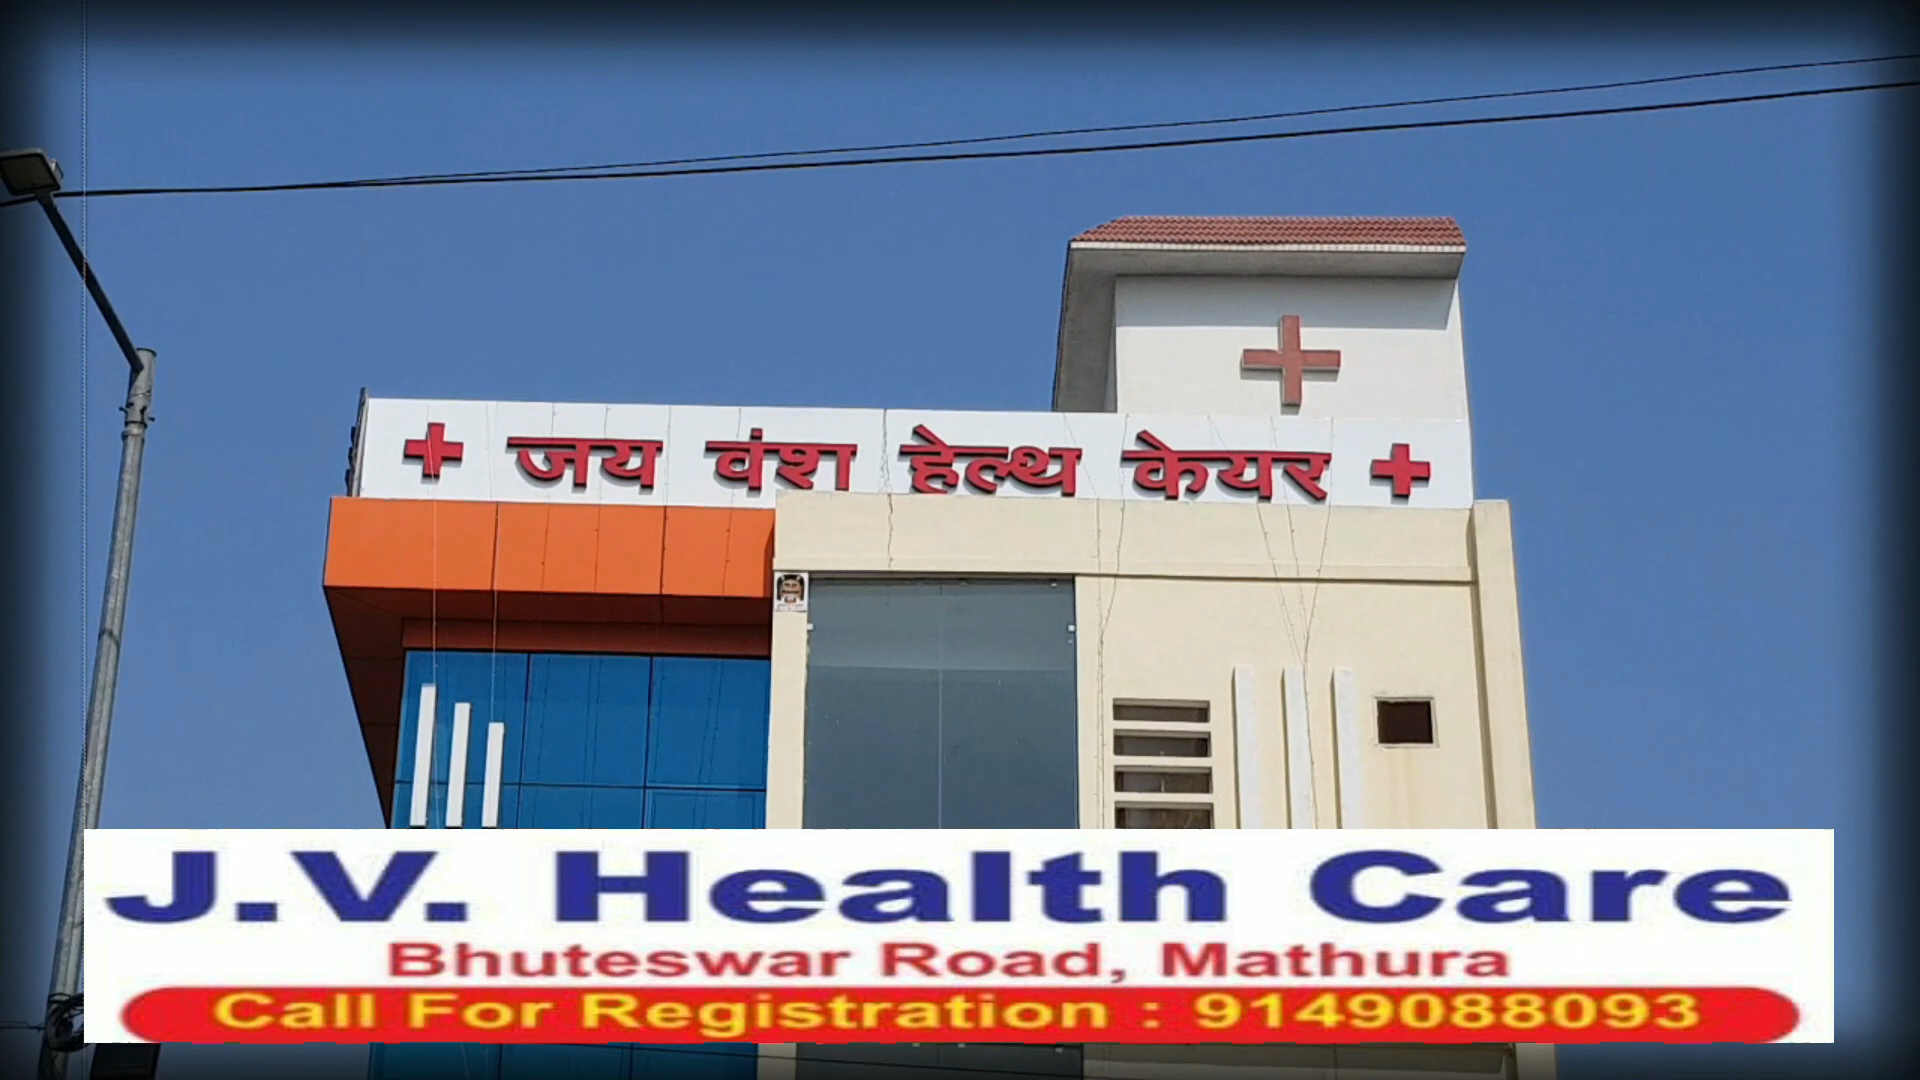 + जय वंश हेल्थ केयर +
J.V. Health Care
Bhuteswar Road, Mathura
Call For Registration : 9149088093